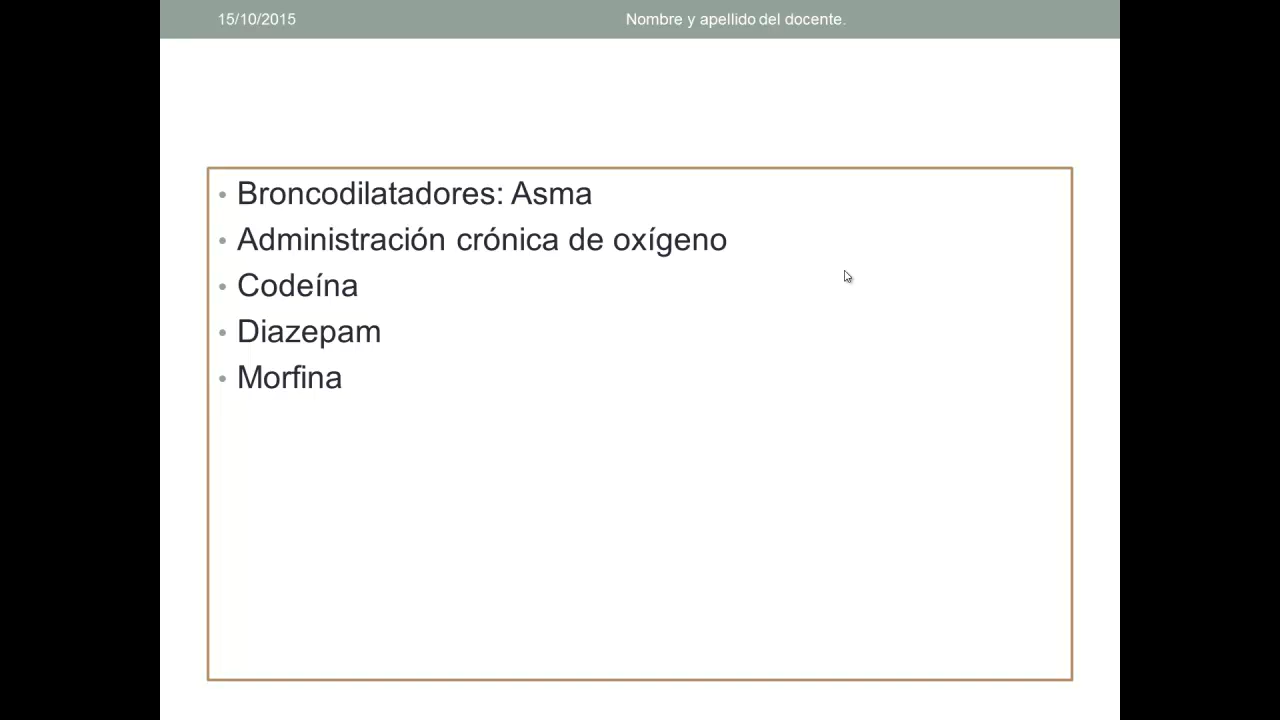 15/10/2015
Nombre y apellido del docente.
• Broncodilatadores: Asma
• Administración crónica de oxígeno
• Codeína
• Diazepam
• Morfina